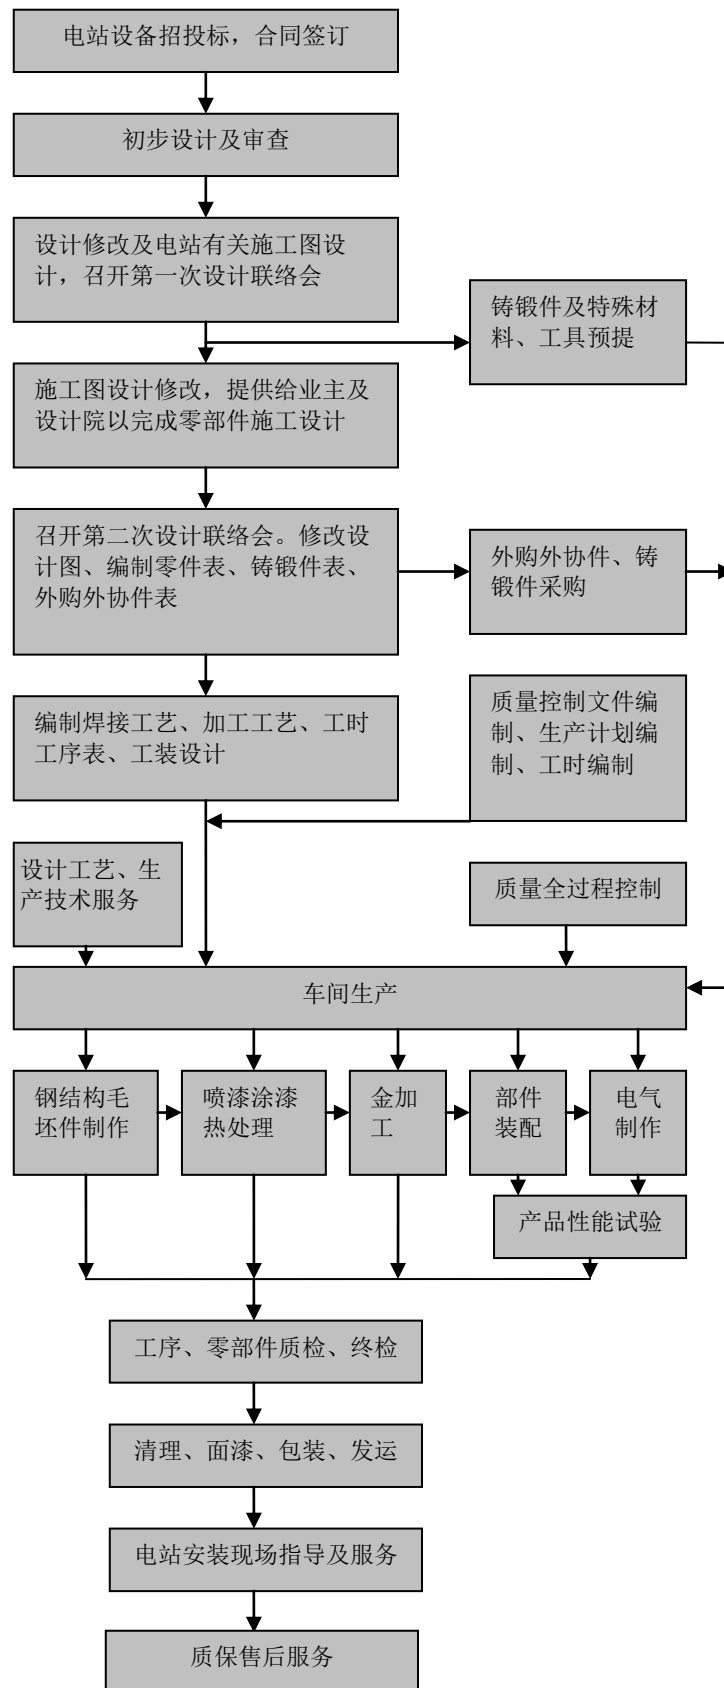 电站设备招投标，合同签订
初步设计及审查
设计修改及电站有关施工图设
计，召开第一次设计联络会
铸锻件及特殊材
料、工具预提
施工图设计修改，提供给业主及
设计院以完成零部件施工设计
召开第二次设计联络会。修改设
计图、编制零件表、铸锻件表、
外购外协件表
外购外协件、铸
锻件采购
编制焊接工艺、加工工艺、工时
工序表、工装设计
质量控制文件编
制、生产计划编
制、工时编制
设计工艺、生
产技术服务
质量全过程控制
车间生产
钢结构毛
坯件制作
喷漆涂漆
热处理
金加
工
部件
装配
电气
制作
产品性能试验
工序、零部件质检、终检
清理、面漆、包装、发运
电站安装现场指导及服务
质保售后服务